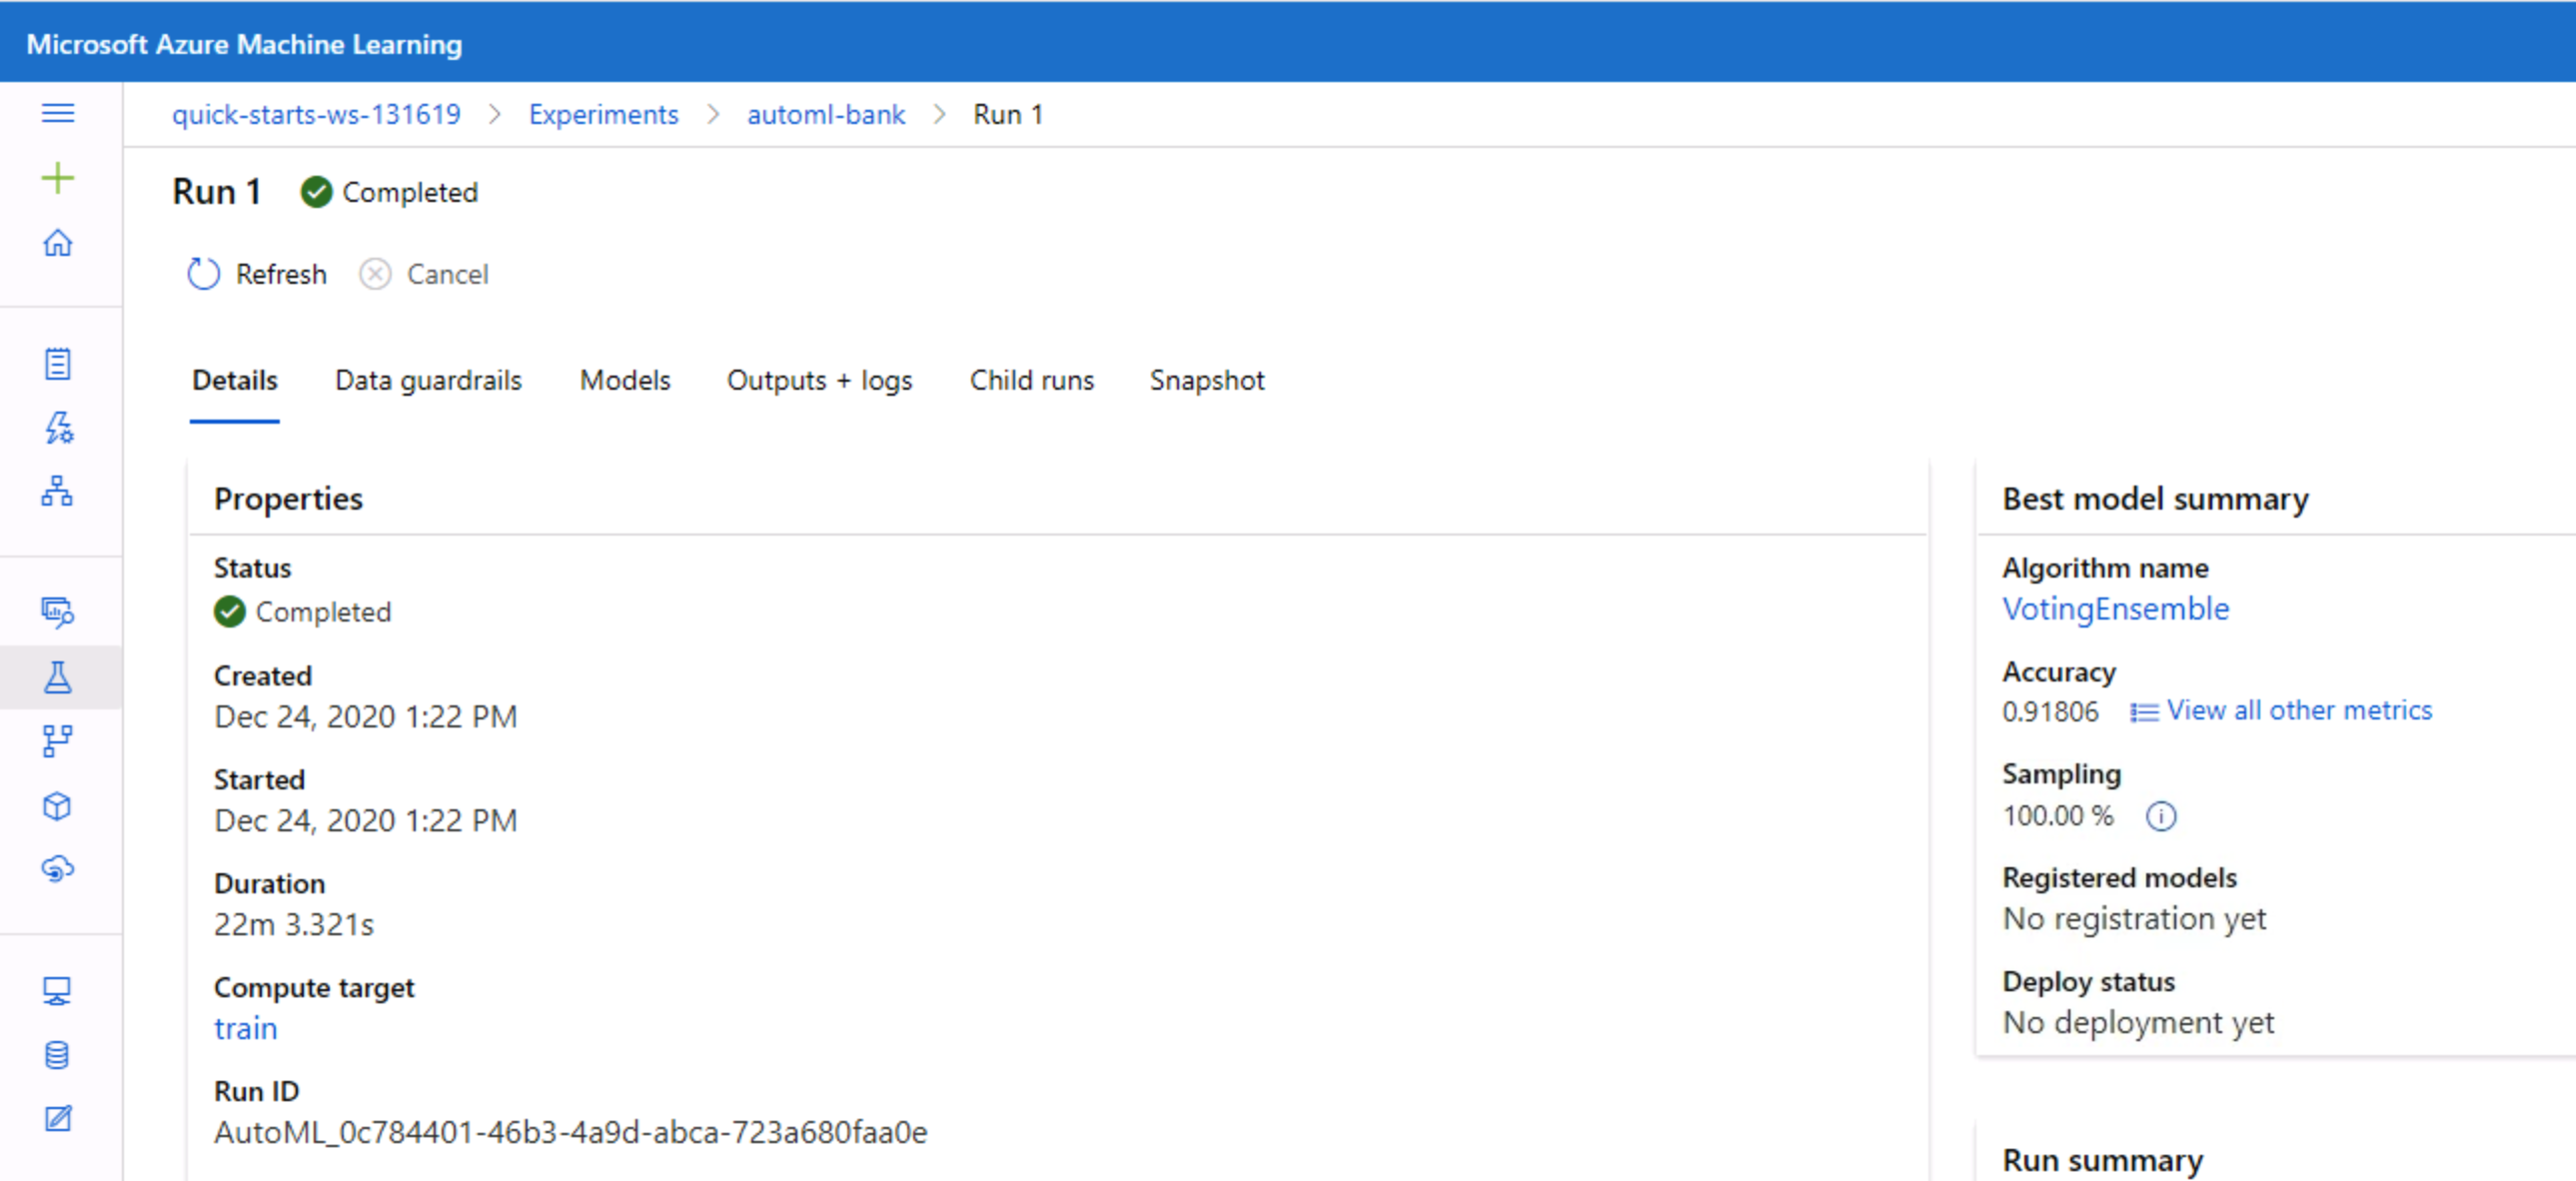 Microsoft Azure Machine Learning
quick-starts-ws-131619 > Experiments > automl-bank > Run 1
Run 1 Completed
Refresh Cancel
Details Data guardrails Models Outputs + logs Child runs Snapshot
Properties
Status
Completed
Created
Dec 24, 2020 1:22 PM
Started
Dec 24, 2020 1:22 PM
Duration
22m 3.321s
Compute target
train
Run ID
AutoML_0c784401-46b3-4a9d-abca-723a680faa0e
Best model summary
Algorithm name
VotingEnsemble
Accuracy
0.91806 View all other metrics
Sampling
100.00 %
Registered models
No registration yet
Deploy status
No deployment yet
Run summary